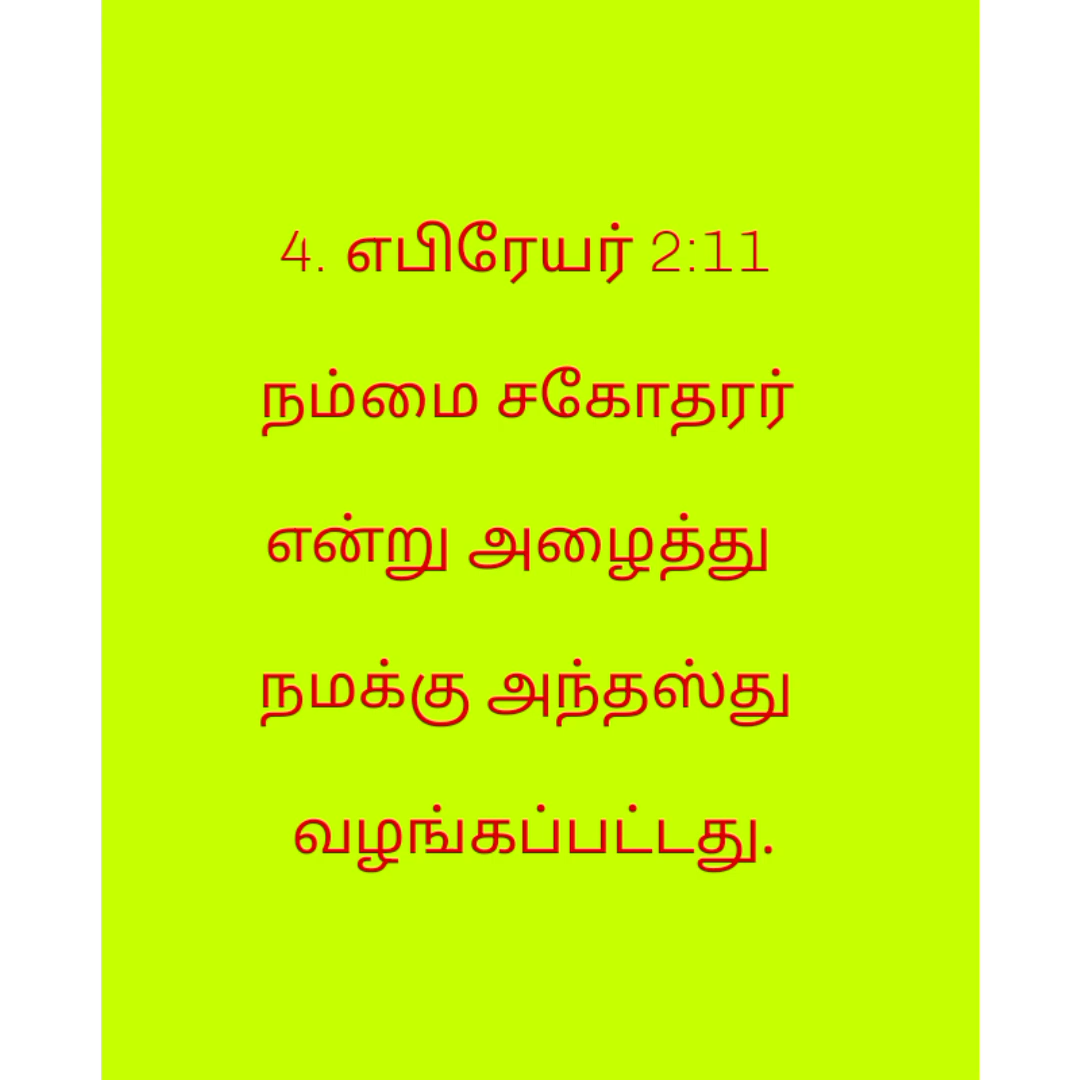 4. எபிரேயர் 2:11
நம்மை சகோதரர்
என்று அழைத்து
நமக்கு அந்தஸ்து
வழங்கப்பட்டது.